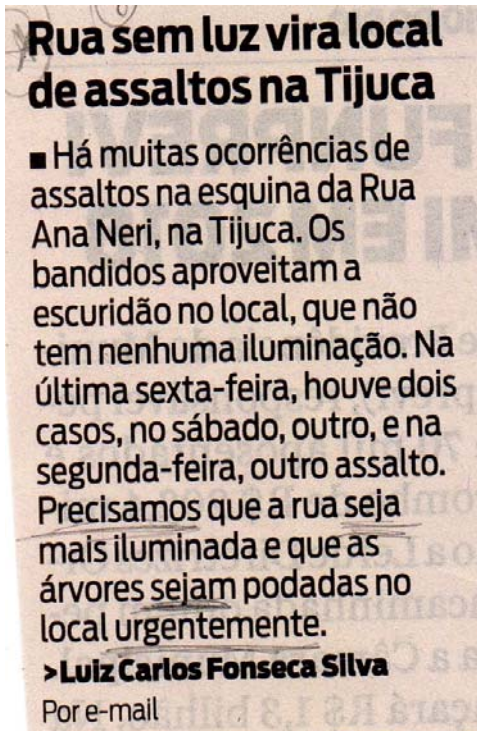 Rua sem luz vira local
de assaltos na Tijuca
■ Há muitas ocorrências de
assaltos na esquina da Rua
Ana Neri, na Tijuca. Os
bandidos aproveitam a
escuridão no local, que não
tem nenhuma iluminação. Na
última sexta-feira, houve dois
casos, no sábado, outro, e na
segunda-feira, outro assalto.
Precisamos que a rua seja
mais iluminada e que as
árvores sejam podadas no
local urgentemente.
>Luiz Carlos Fonseca Silva
Por e-mail